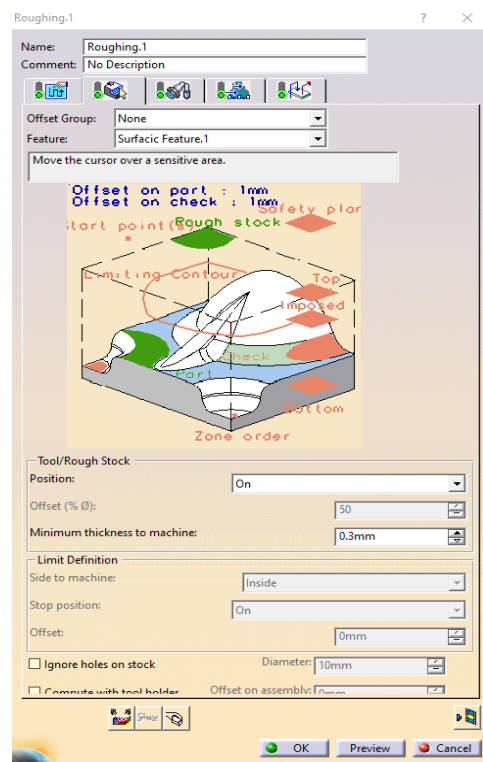 Roughing.1 ?
Name: Roughing.1
Comment: No Description
Offset Group: None
Feature: Surfacic Feature.1
Move the cursor over a sensitive area.
Offset on part : 1mm
Offset on check : 1mm
Safety plan
Start point(s) Rough stock
Limiting Contour Top
Imposed
Check
Part
Bottom
Zone order
Tool/Rough Stock
Position: On
Offset (% Ø): 50
Minimum thickness to machine: 0.3mm
Limit Definition
Side to machine: Inside
Stop position: On
Offset: 0mm
Ignore holes on stock Diameter: 10mm
Compute with tool holder Offset on assembly: 0mm
OK Preview Cancel